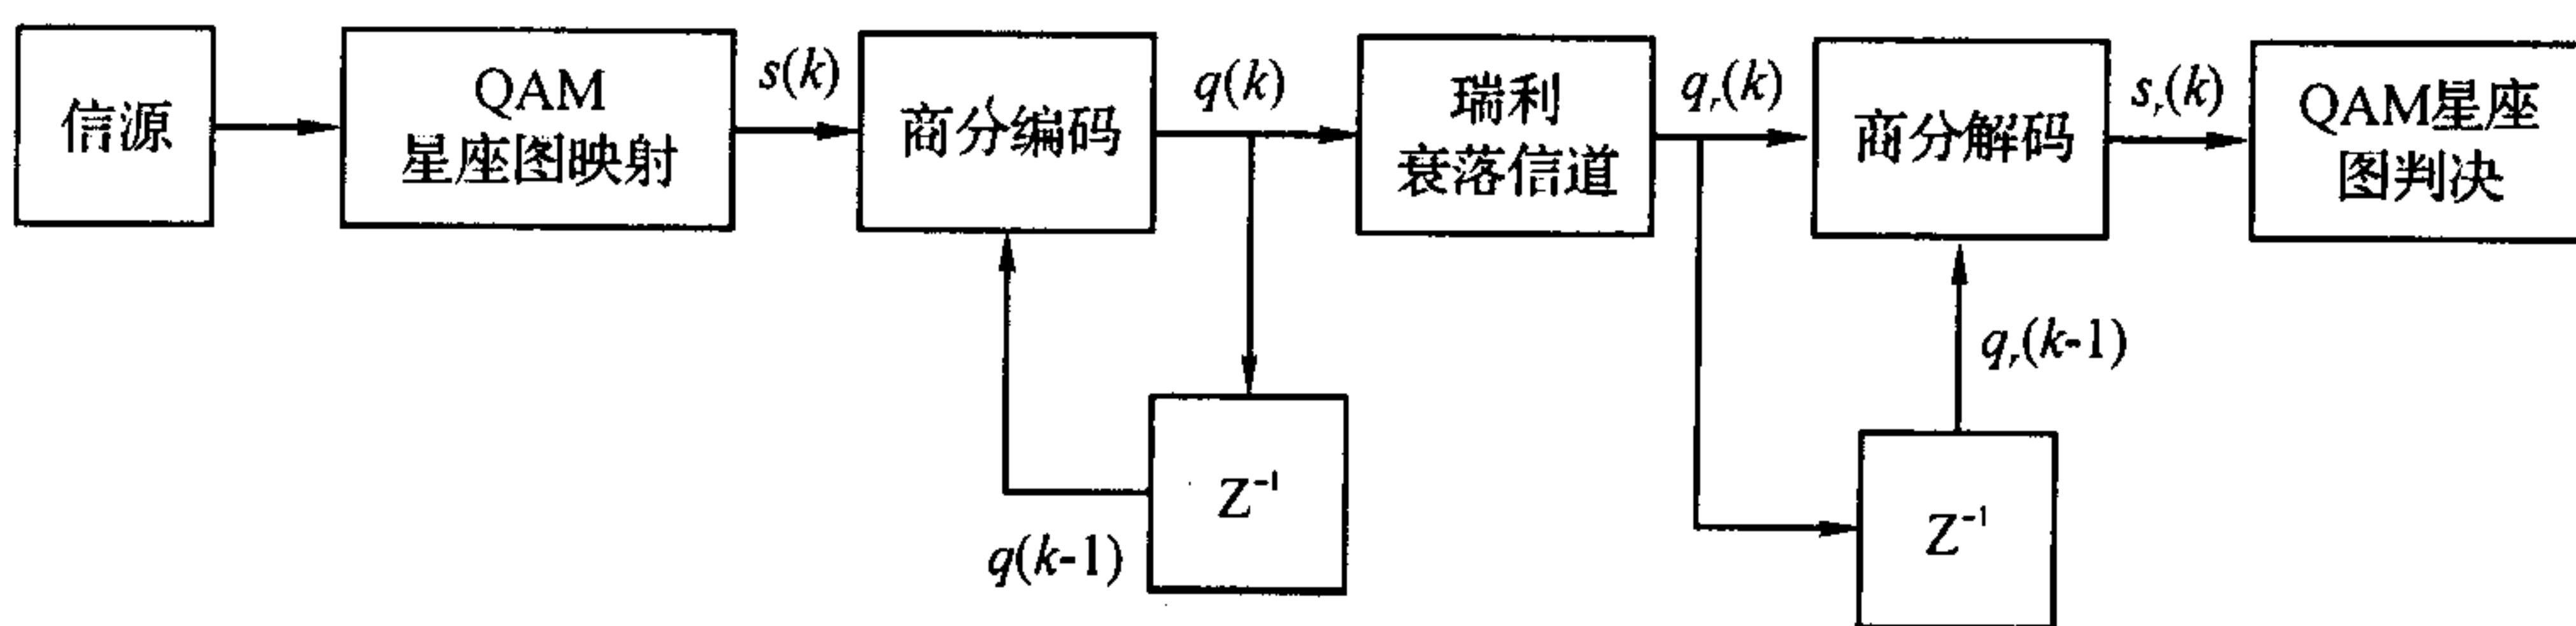 信源
QAM
星座图映射
s(k)
商分编码
q(k)
瑞利
衰落信道
qr(k)
商分解码
sr(k)
QAM星座
图判决
q(k-1)
Z-1
qr(k-1)
Z-1